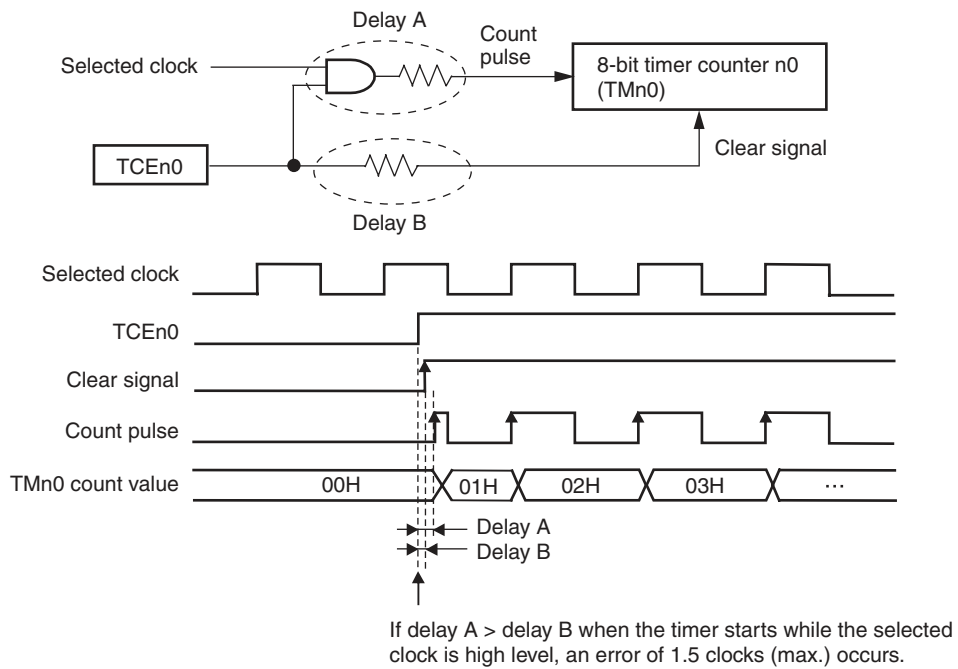 Delay A
Count
pulse
Selected clock
8-bit timer counter n0
(TMn0)
Clear signal
TCEn0
Delay B
Selected clock
TCEn0
Clear signal
Count pulse
TMn0 count value
00H
01H
02H
03H
...
Delay A
Delay B
If delay A > delay B when the timer starts while the selected
clock is high level, an error of 1.5 clocks (max.) occurs.